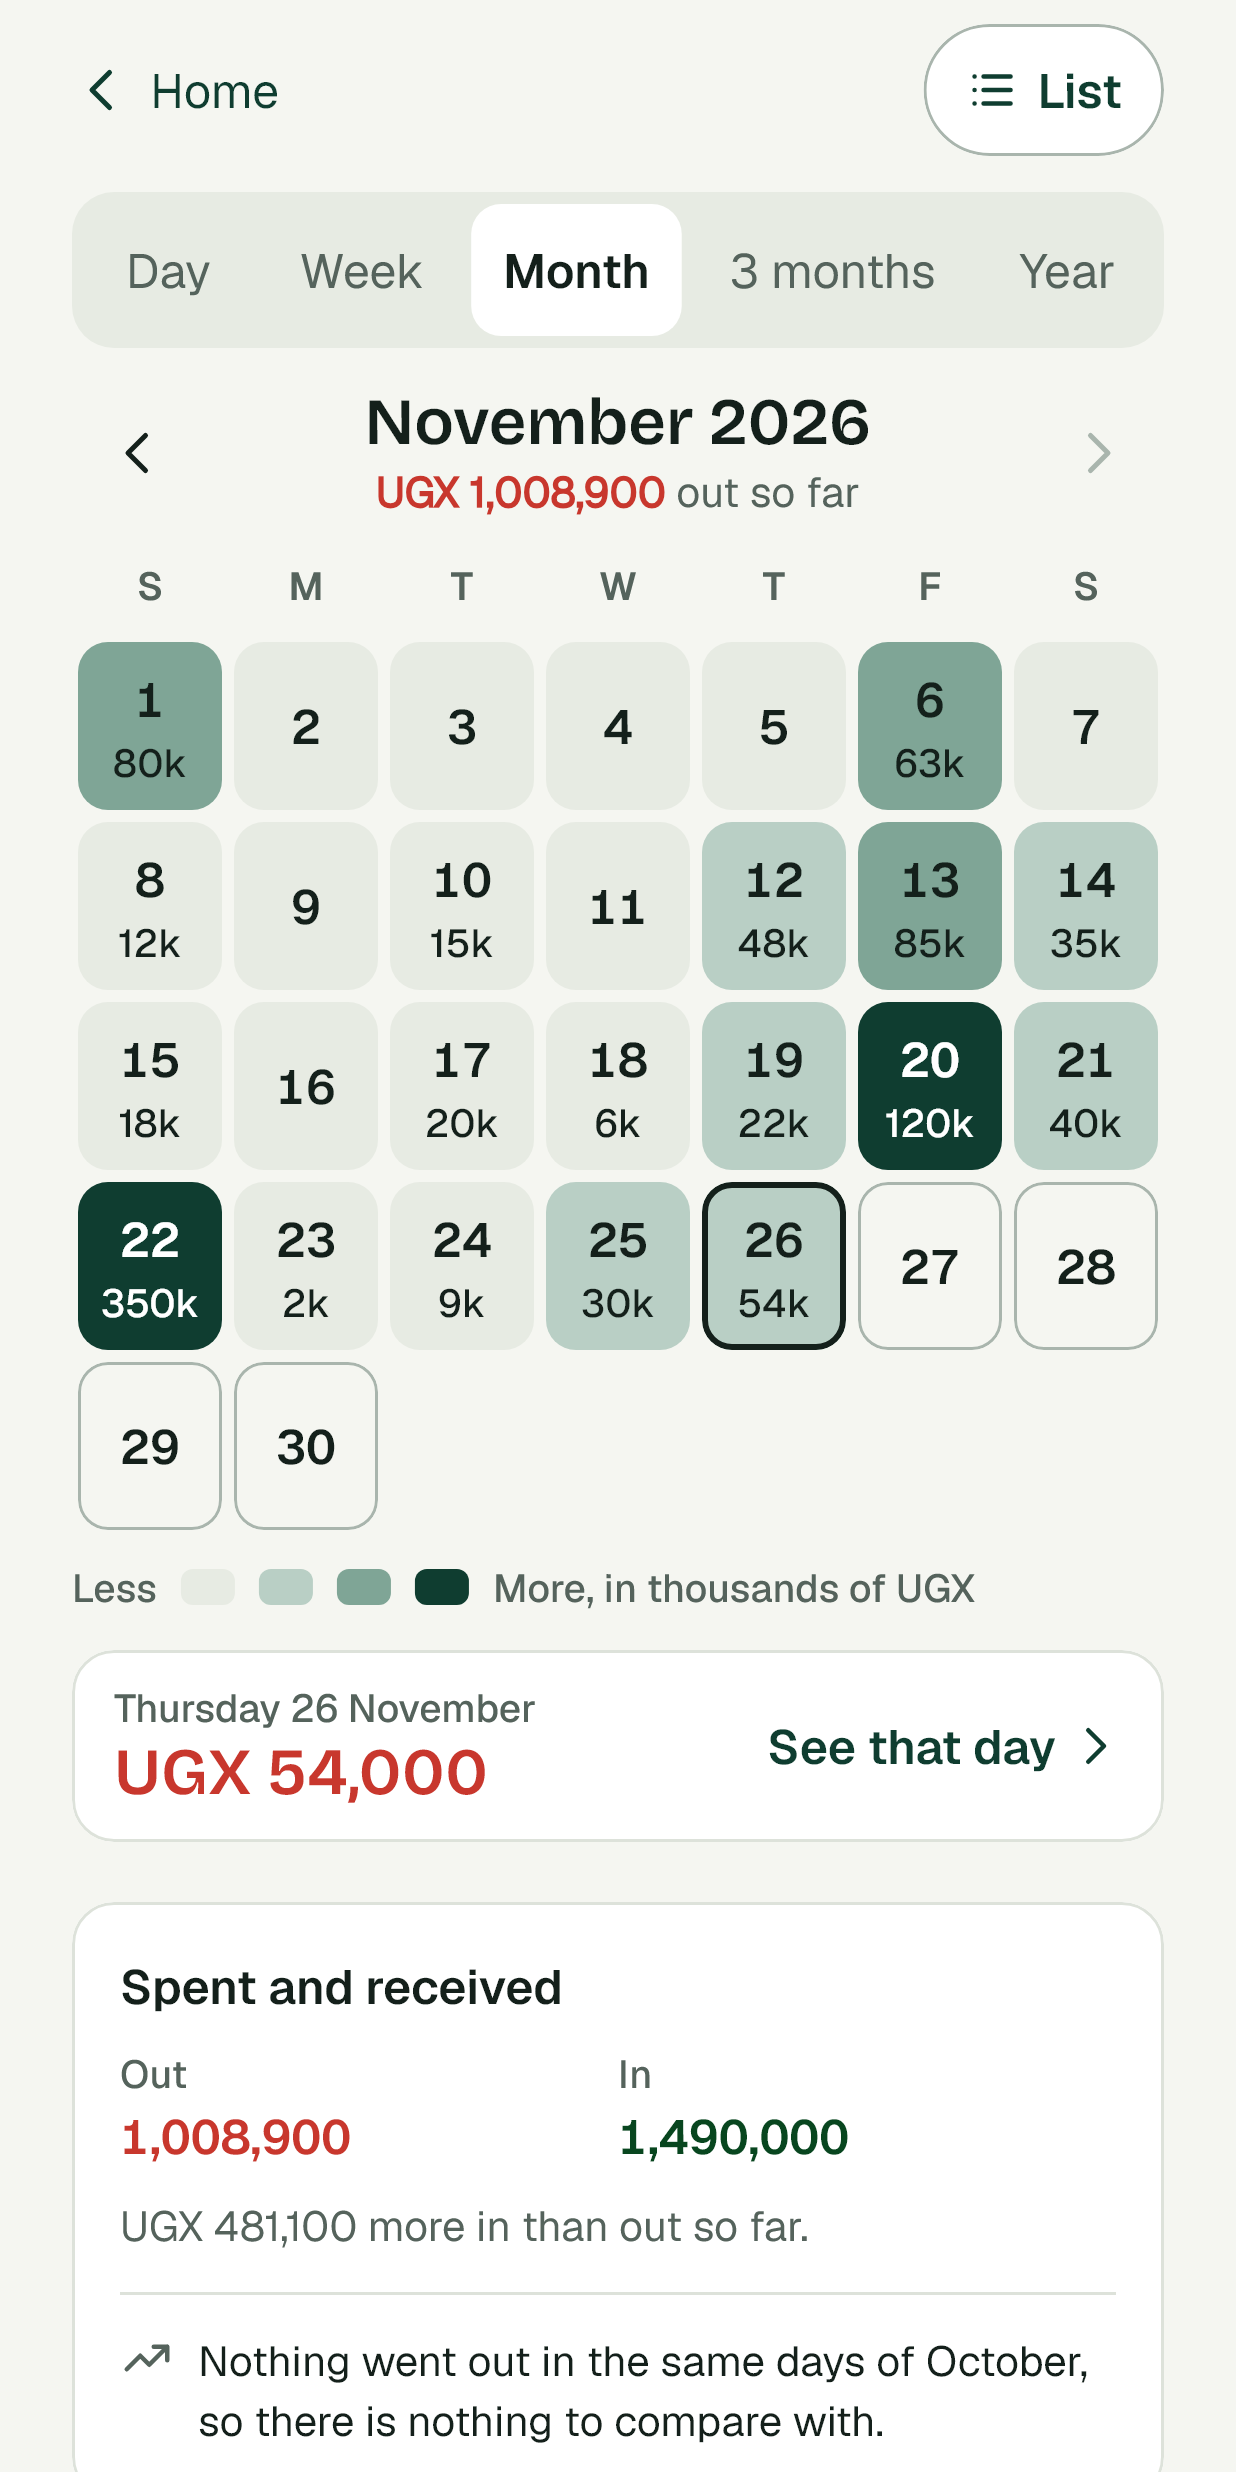 Home
List
Day Week Month 3 months Year
November 2026
UGX 1,008,900 out so far
S M T W T F S
1 2 3 4 5 6 7
80k 63k
8 9 10 11 12 13 14
12k 15k 48k 85k 35k
15 16 17 18 19 20 21
18k 20k 6k 22k 120k 40k
22 23 24 25 26 27 28
350k 2k 9k 30k 54k
29 30
Less More, in thousands of UGX
Thursday 26 November
UGX 54,000
See that day
Spent and received
Out In
1,008,900 1,490,000
UGX 481,100 more in than out so far.
Nothing went out in the same days of October,
so there is nothing to compare with.